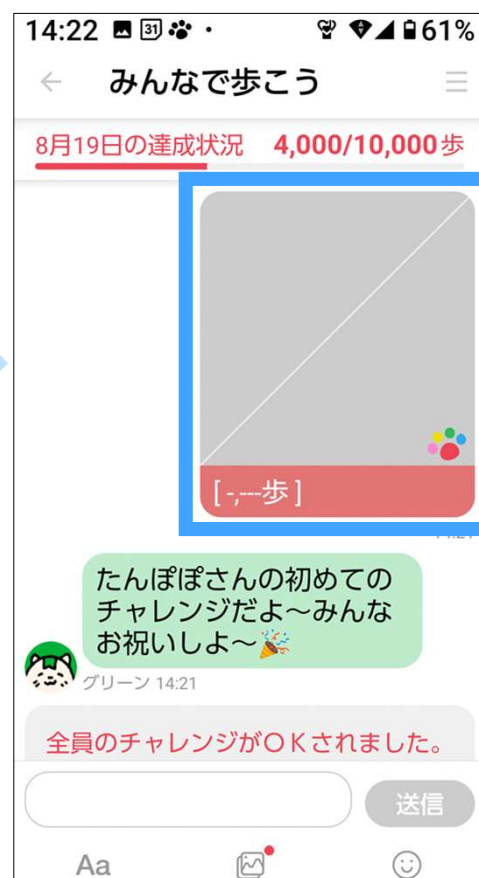 14:22 31 61%
みんなで歩こう
8月19日の達成状況 4,000/10,000歩
[ -,---歩 ]
たんぽぽさんの初めての
チャレンジだよ～みんな
お祝いしよ～🎉
グリーン 14:21
全員のチャレンジがＯＫされました。
送信
Aa